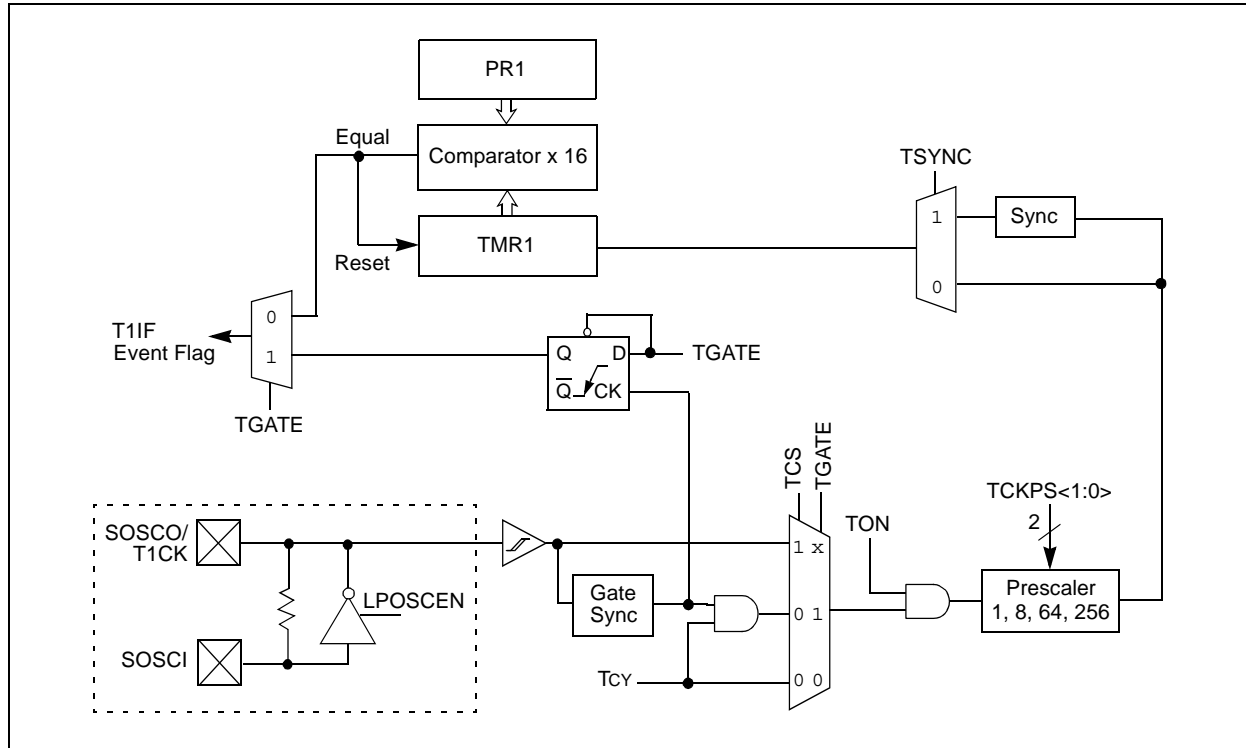 PR1
Equal
Comparator x 16
TSYNC
1
Sync
TMR1
Reset
0
0
T1IF
Event Flag
1
Q
D
TGATE
Q̅
CK
TGATE
TCS
TGATE
TCKPS<1:0>
2
TON
SOSCO/
T1CK
1 x
LPOSCEN
Gate
Sync
0 1
Prescaler
1, 8, 64, 256
SOSCI
TCY
0 0